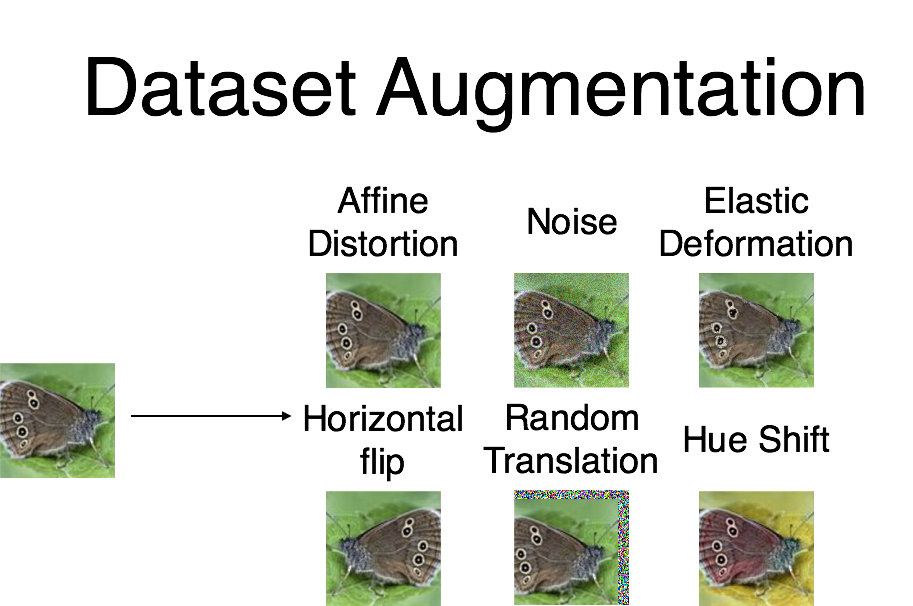 Dataset Augmentation
Affine
Distortion
Noise
Elastic
Deformation
Horizontal
flip
Random
Translation
Hue Shift